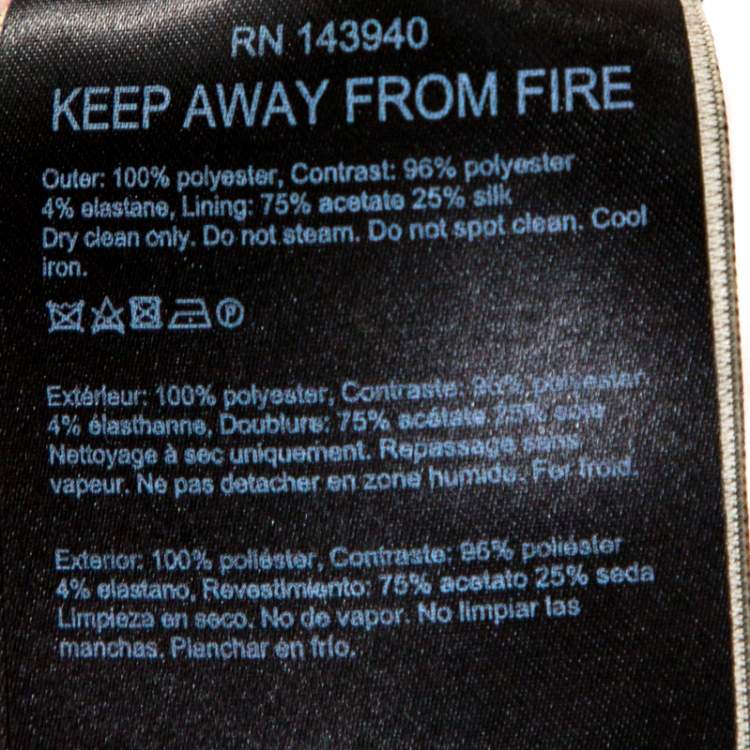 RN 143940
KEEP AWAY FROM FIRE
Outer: 100% polyester, Contrast: 96% polyester
4% elastane, Lining: 75% acetate 25% silk
Dry clean only. Do not steam. Do not spot clean. Cool
iron.
P
Extérieur: 100% polyester, Contraste: 96% polyester
4% élasthanne, Doublure: 75% acétate 25% soie
Nettoyage à sec uniquement. Repassage sans
vapeur. Ne pas detacher en zone humide. Fer froid.
Exterior: 100% poliéster, Contraste: 96% poliéster
4% elastano, Revestimiento: 75% acetato 25% seda
Limpieza en seco. No de vapor. No limpiar las
manchas. Planchar en frío.